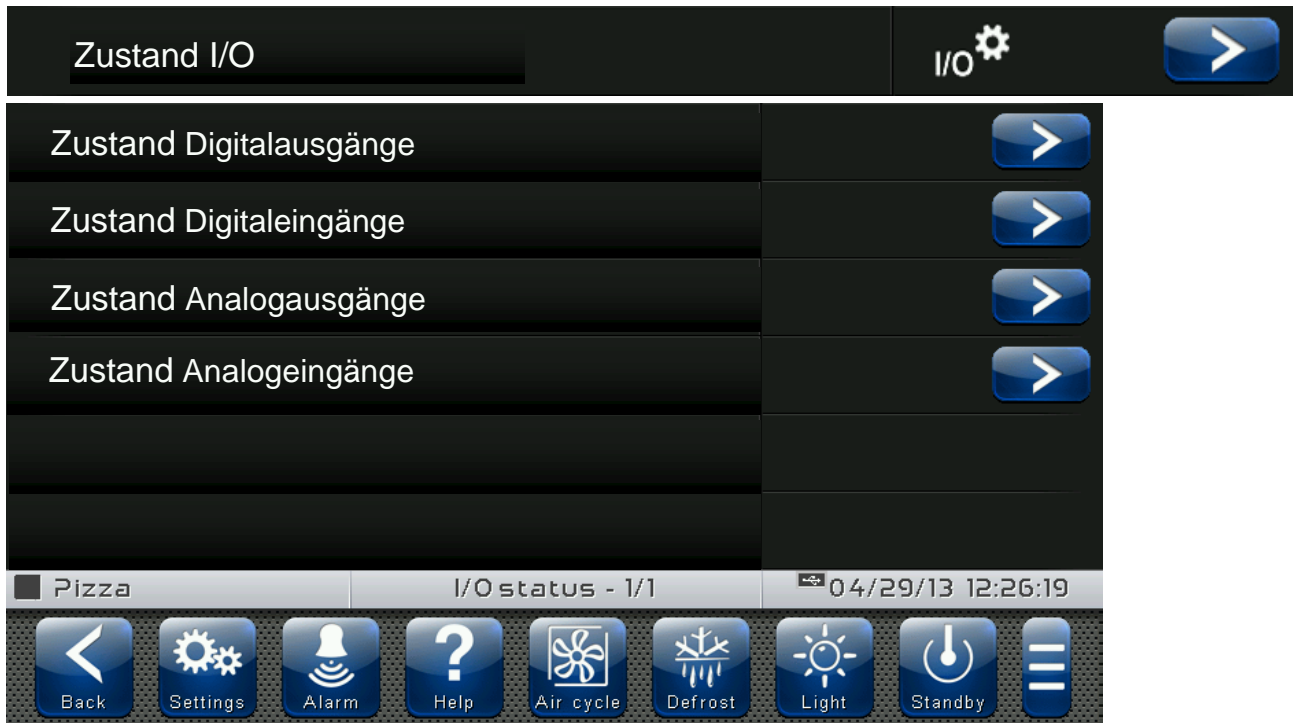 Zustand I/O I/O
Zustand Digitalausgänge
Zustand Digitaleingänge
Zustand Analogausgänge
Zustand Analogeingänge
Pizza I/O status - 1/1 04/29/13 12:26:19
Back Settings Alarm ? Help Air cycle Defrost Light Standby